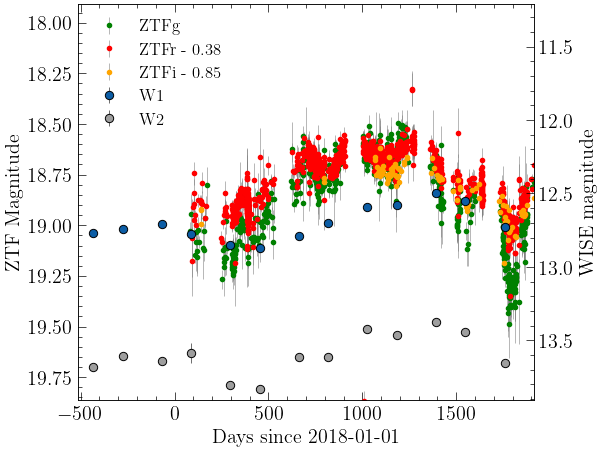 18.00
18.25
18.50
18.75
19.00
19.25
19.50
19.75
ZTF Magnitude
ZTFg
ZTFr - 0.38
ZTFi - 0.85
W1
W2
11.5
12.0
12.5
13.0
13.5
WISE magnitude
−500
0
500
1000
1500
Days since 2018-01-01